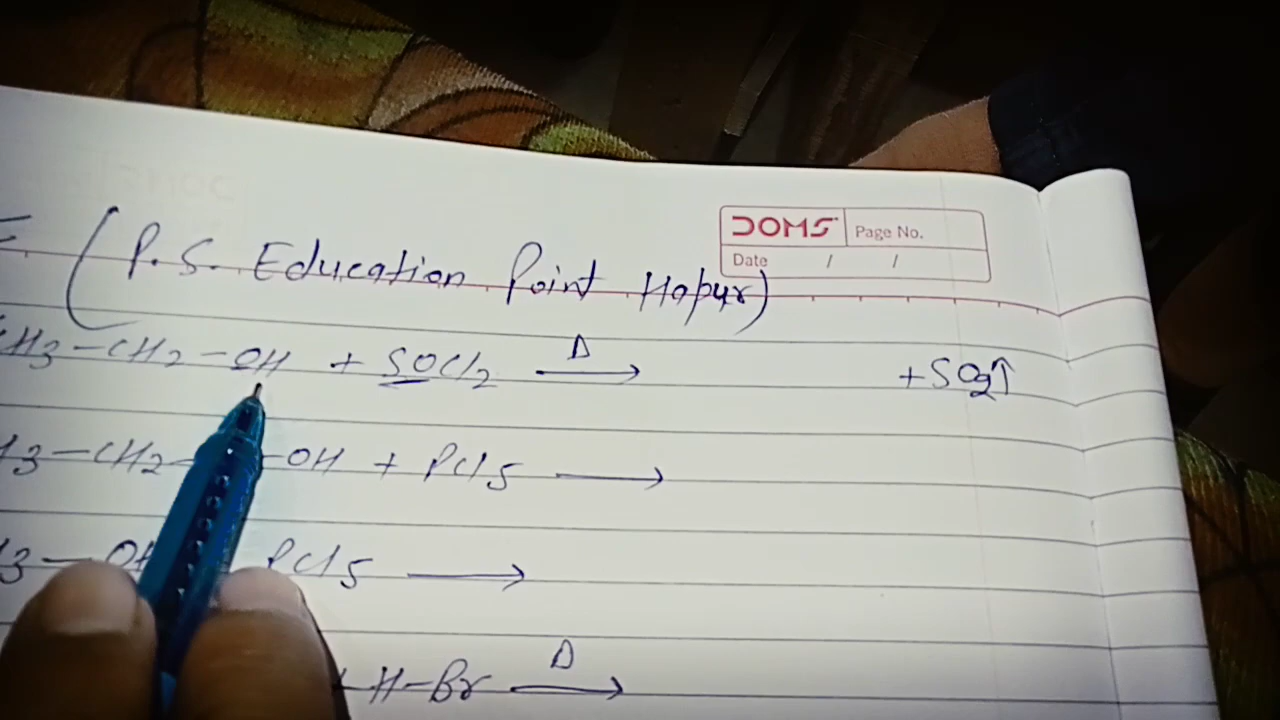 DOMS Page No.
Date / /
(P.S. Education Point Hapur)
CH3-CH2-OH + SOCl2 Δ→ +SO2↑
H3-CH2-OH + PCl5 →
3-OH PCl5 →
+ H-Br Δ→